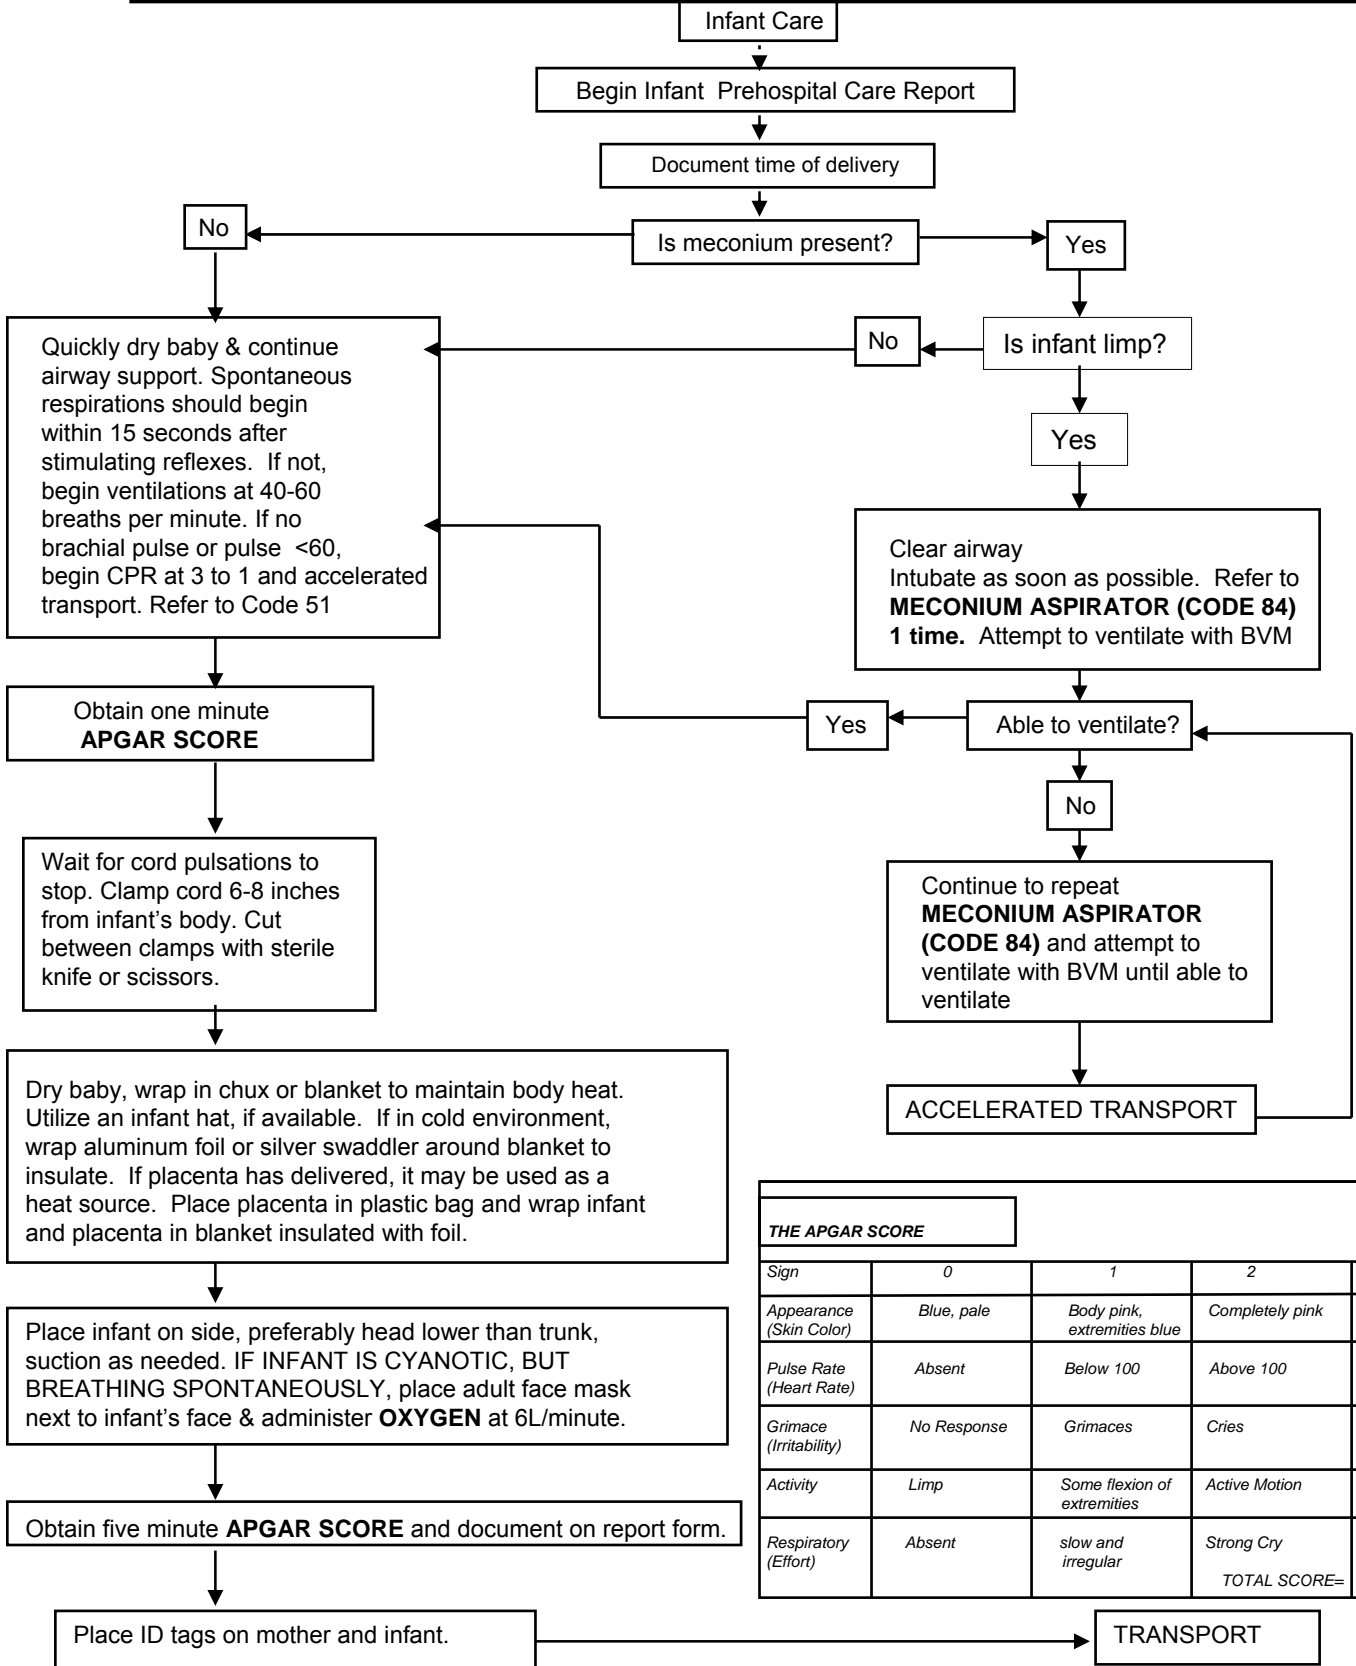 Infant Care
Begin Infant  Prehospital Care Report
Document time of delivery
Is meconium present?
No
Yes
Is infant limp?
No
Yes
Quickly dry baby & continue
airway support. Spontaneous
respirations should begin
within 15 seconds after
stimulating reflexes.  If not,
begin ventilations at 40-60
breaths per minute. If no
brachial pulse or pulse  <60,
begin CPR at 3 to 1 and accelerated
transport. Refer to Code 51
Clear airway
Intubate as soon as possible.  Refer to
MECONIUM ASPIRATOR (CODE 84)
1 time.  Attempt to ventilate with BVM
Able to ventilate?
Yes
No
Continue to repeat
MECONIUM ASPIRATOR
(CODE 84) and attempt to
ventilate with BVM until able to
ventilate
ACCELERATED TRANSPORT
Obtain one minute
APGAR SCORE
Wait for cord pulsations to
stop. Clamp cord 6-8 inches
from infant’s body. Cut
between clamps with sterile
knife or scissors.
Dry baby, wrap in chux or blanket to maintain body heat.
Utilize an infant hat, if available.  If in cold environment,
wrap aluminum foil or silver swaddler around blanket to
insulate.  If placenta has delivered, it may be used as a
heat source.  Place placenta in plastic bag and wrap infant
and placenta in blanket insulated with foil.
Place infant on side, preferably head lower than trunk,
suction as needed. IF INFANT IS CYANOTIC, BUT
BREATHING SPONTANEOUSLY, place adult face mask
next to infant’s face & administer OXYGEN at 6L/minute.
Obtain five minute APGAR SCORE and document on report form.
Place ID tags on mother and infant.
TRANSPORT
THE APGAR SCORE
Sign 0 1 2
Appearance Blue, pale Body pink, Completely pink
(Skin Color) extremities blue
Pulse Rate Absent Below 100 Above 100
(Heart Rate)
Grimace No Response Grimaces Cries
(Irritability)
Activity Limp Some flexion of Active Motion
extremities
Respiratory Absent slow and Strong Cry
(Effort) irregular
TOTAL SCORE=